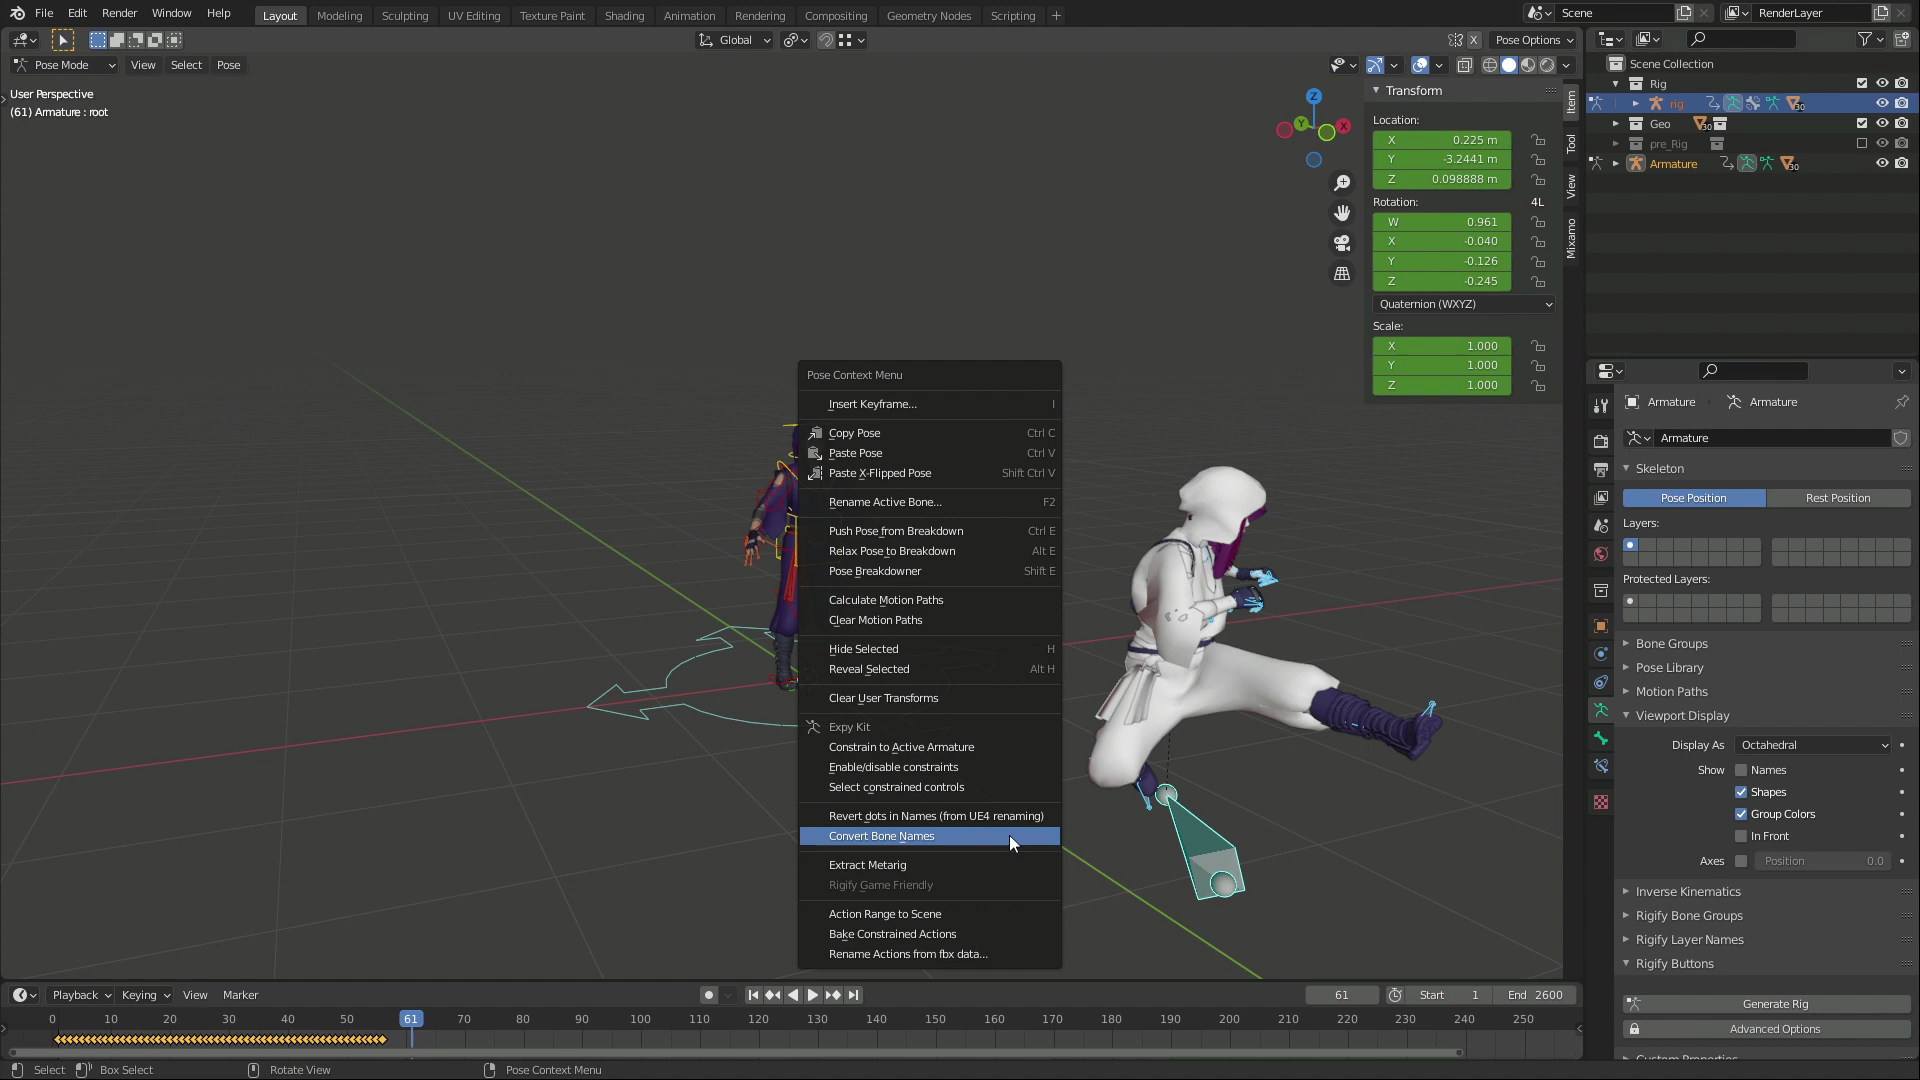 File Edit Render Window Help Layout Modeling Sculpting UV Editing Texture Paint Shading Animation Rendering Compositing Geometry Nodes Scripting + Scene RenderLayer
Global X Pose Options
Pose Mode View Select Pose
User Perspective
(61) Armature : root
Z
Y
X
Transform
Location:
X 0.225 m
Y -3.2441 m
Z 0.098888 m
Rotation: 4L
W 0.961
X -0.040
Y -0.126
Z -0.245
Quaternion (WXYZ)
Scale:
X 1.000
Y 1.000
Z 1.000
Item
Tool
View
Mixamo
Scene Collection
Rig
rig 30
Geo 30
pre_Rig
Armature 30
Pose Context Menu
Insert Keyframe... I
Copy Pose Ctrl C
Paste Pose Ctrl V
Paste X-Flipped Pose Shift Ctrl V
Rename Active Bone... F2
Push Pose from Breakdown Ctrl E
Relax Pose to Breakdown Alt E
Pose Breakdowner Shift E
Calculate Motion Paths
Clear Motion Paths
Hide Selected H
Reveal Selected Alt H
Clear User Transforms
Expy Kit
Constrain to Active Armature
Enable/disable constraints
Select constrained controls
Revert dots in Names (from UE4 renaming)
Convert Bone Names
Extract Metarig
Rigify Game Friendly
Action Range to Scene
Bake Constrained Actions
Rename Actions from fbx data...
Armature Armature
Armature
Skeleton
Pose Position Rest Position
Layers:
Protected Layers:
Bone Groups
Pose Library
Motion Paths
Viewport Display
Display As Octahedral
Show Names
Shapes
Group Colors
In Front
Axes Position 0.0
Inverse Kinematics
Rigify Bone Groups
Rigify Layer Names
Rigify Buttons
Generate Rig
Advanced Options
Custom Properties
Playback Keying View Marker 61 Start 1 End 2600
0 10 20 30 40 50 61 70 80 90 100 110 120 130 140 150 160 170 180 190 200 210 220 230 240 250
Select Box Select Rotate View Pose Context Menu